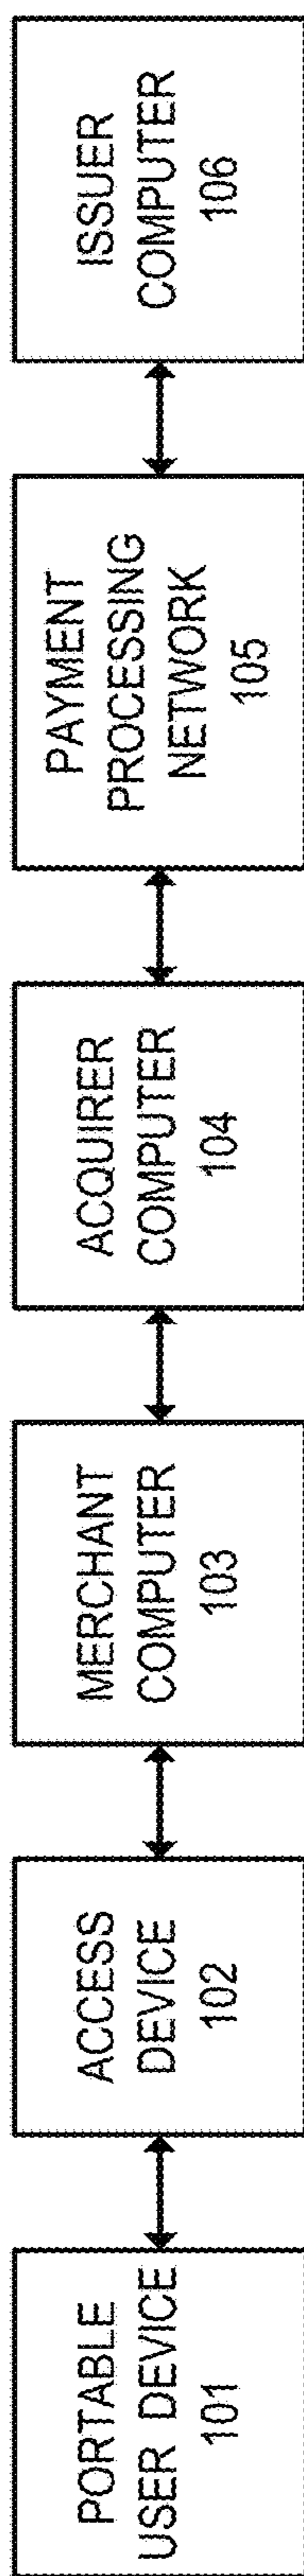 PORTABLE
USER DEVICE
101
ACCESS
DEVICE
102
MERCHANT
COMPUTER
103
ACQUIRER
COMPUTER
104
PAYMENT
PROCESSING
NETWORK
105
ISSUER
COMPUTER
106